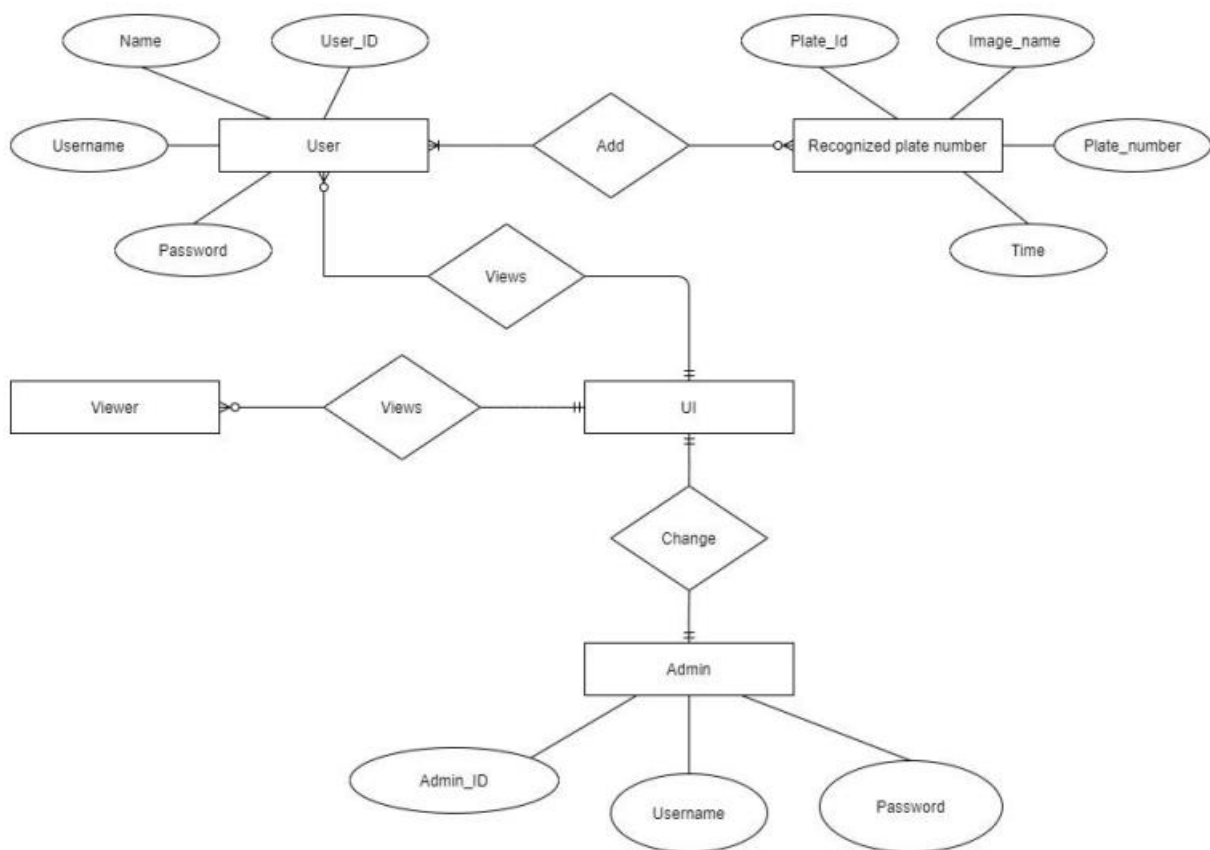 Name
User_ID
Plate_Id
Image_name
Username
User
Add
Recognized plate number
Plate_number
Password
Views
Time
Viewer
Views
UI
Change
Admin
Admin_ID
Username
Password